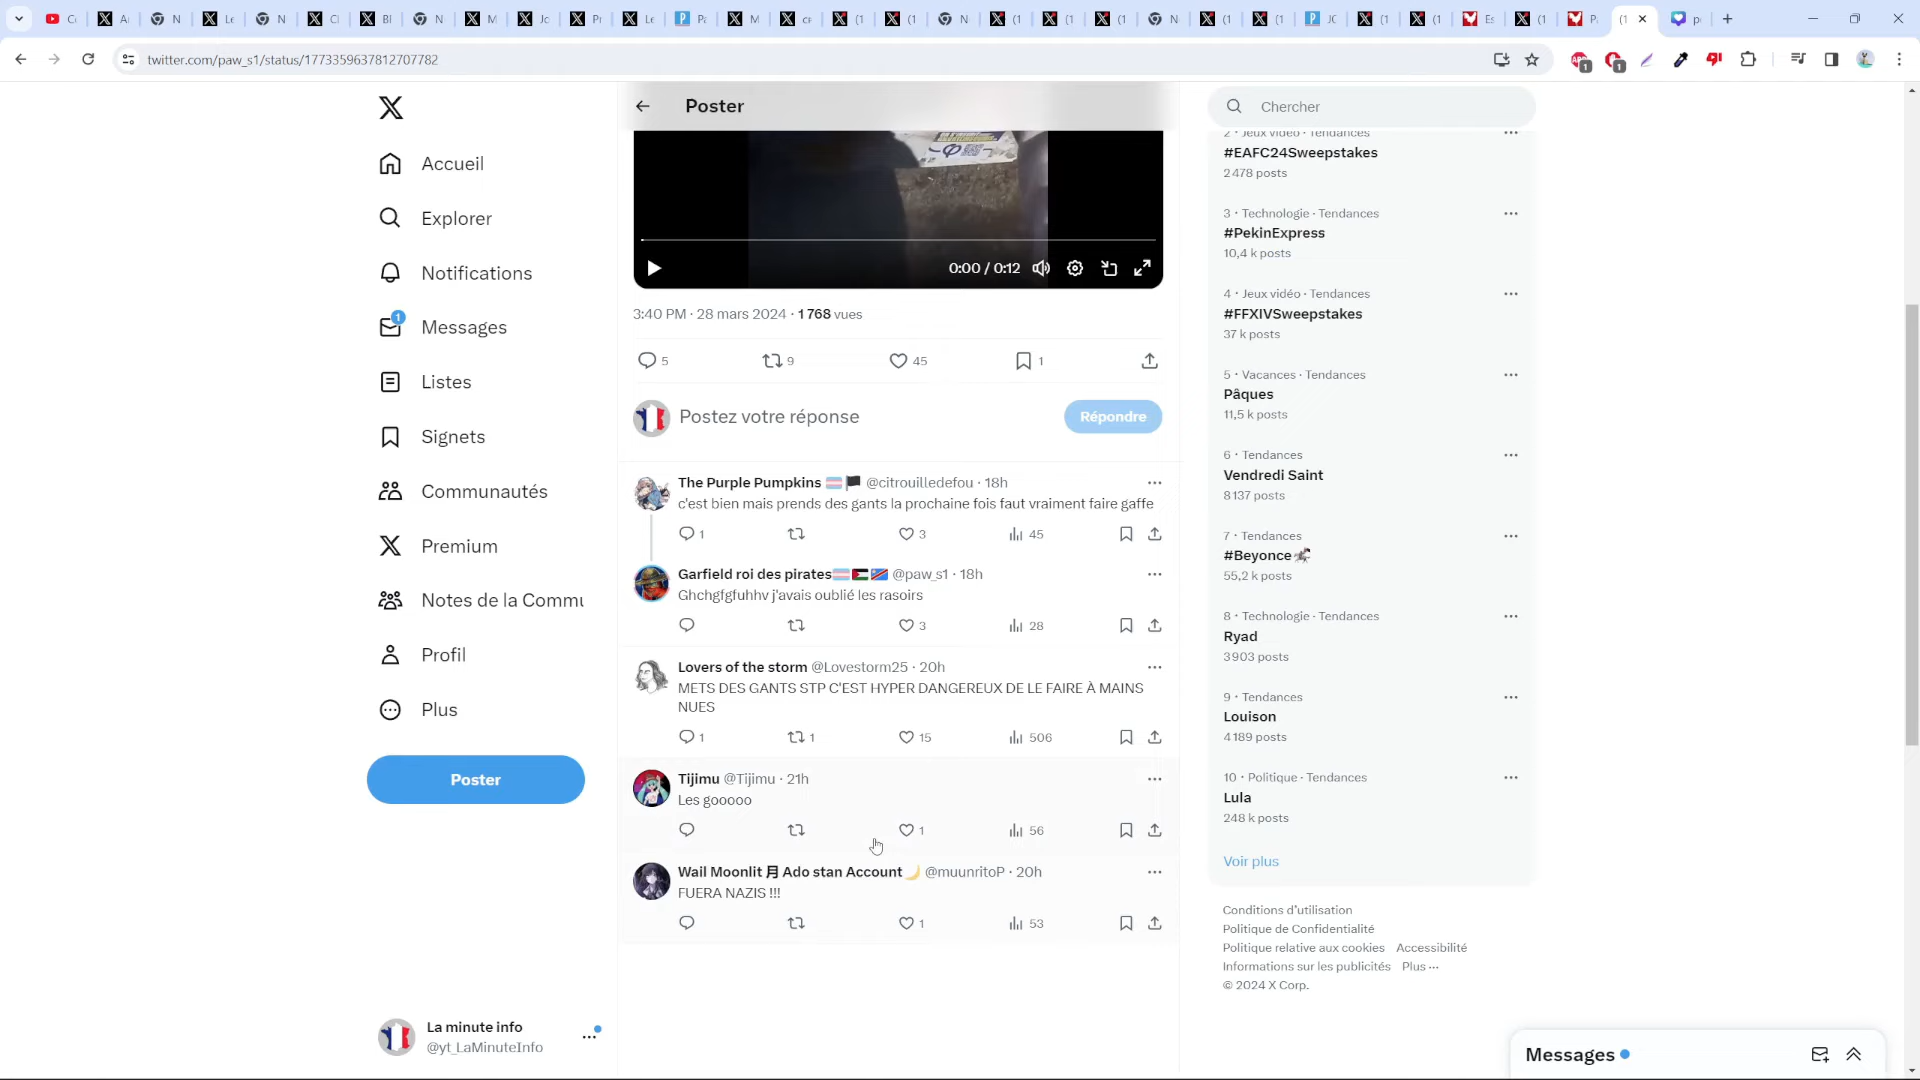 twitter.com/paw_s1/status/1773359637812707782
1
1
Accueil
Explorer
Notifications
1
Messages
Listes
Signets
Communautés
Premium
Notes de la Commu
Profil
Plus
Poster
La minute info
@yt_LaMinuteInfo
Poster
0:00 / 0:12
3:40 PM · 28 mars 2024 · 1 768 vues
5
9
45
1
Postez votre réponse
Répondre
The Purple Pumpkins @citrouilledefou · 18h
c'est bien mais prends des gants la prochaine fois faut vraiment faire gaffe
1
3
45
Garfield roi des pirates @paw_s1 · 18h
Ghchgfgfuhhv j'avais oublié les rasoirs
3
28
Lovers of the storm @Lovestorm25 · 20h
METS DES GANTS STP C'EST HYPER DANGEREUX DE LE FAIRE À MAINS
NUES
1
1
15
506
Tijimu @Tijimu · 21h
Les gooooo
1
56
Wail Moonlit 月 Ado stan Account @muunritoP · 20h
FUERA NAZIS !!!
1
53
Chercher
2 · Jeux vidéo · Tendances
#EAFC24Sweepstakes
2 478 posts
3 · Technologie · Tendances
#PekinExpress
10,4 k posts
4 · Jeux vidéo · Tendances
#FFXIVSweepstakes
37 k posts
5 · Vacances · Tendances
Pâques
11,5 k posts
6 · Tendances
Vendredi Saint
8 137 posts
7 · Tendances
#Beyonce
55,2 k posts
8 · Technologie · Tendances
Ryad
3 903 posts
9 · Tendances
Louison
4 189 posts
10 · Politique · Tendances
Lula
248 k posts
Voir plus
Conditions d'utilisation
Politique de Confidentialité
Politique relative aux cookies Accessibilité
Informations sur les publicités Plus ···
© 2024 X Corp.
Messages